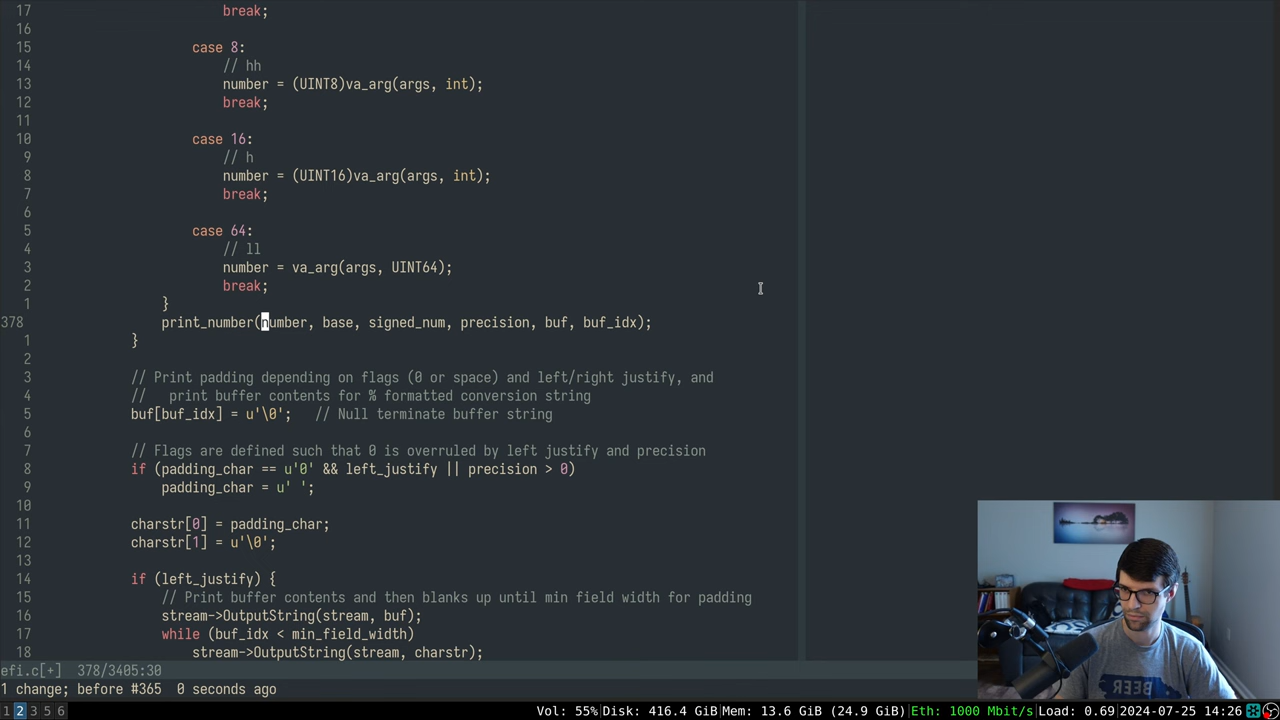 17 break;
16
15 case 8:
14 // hh
13 number = (UINT8)va_arg(args, int);
12 break;
11
10 case 16:
9 // h
8 number = (UINT16)va_arg(args, int);
7 break;
6
5 case 64:
4 // ll
3 number = va_arg(args, UINT64);
2 break;
1 }
378 print_number(number, base, signed_num, precision, buf, buf_idx);
1 }
2
3 // Print padding depending on flags (0 or space) and left/right justify, and
4 //   print buffer contents for % formatted conversion string
5 buf[buf_idx] = u'\0';   // Null terminate buffer string
6
7 // Flags are defined such that 0 is overruled by left justify and precision
8 if (padding_char == u'0' && left_justify || precision > 0)
9 padding_char = u' ';
10
11 charstr[0] = padding_char;
12 charstr[1] = u'\0';
13
14 if (left_justify) {
15 // Print buffer contents and then blanks up until min field width for padding
16 stream->OutputString(stream, buf);
17 while (buf_idx < min_field_width)
18 stream->OutputString(stream, charstr);
efi.c[+] 378/3405:30
1 change; before #365 0 seconds ago
1 2 3 5 6 Vol: 55% Disk: 416.4 GiB Mem: 13.6 GiB (24.9 GiB) Eth: 1000 Mbit/s Load: 0.69 2024-07-25 14:26
BEER